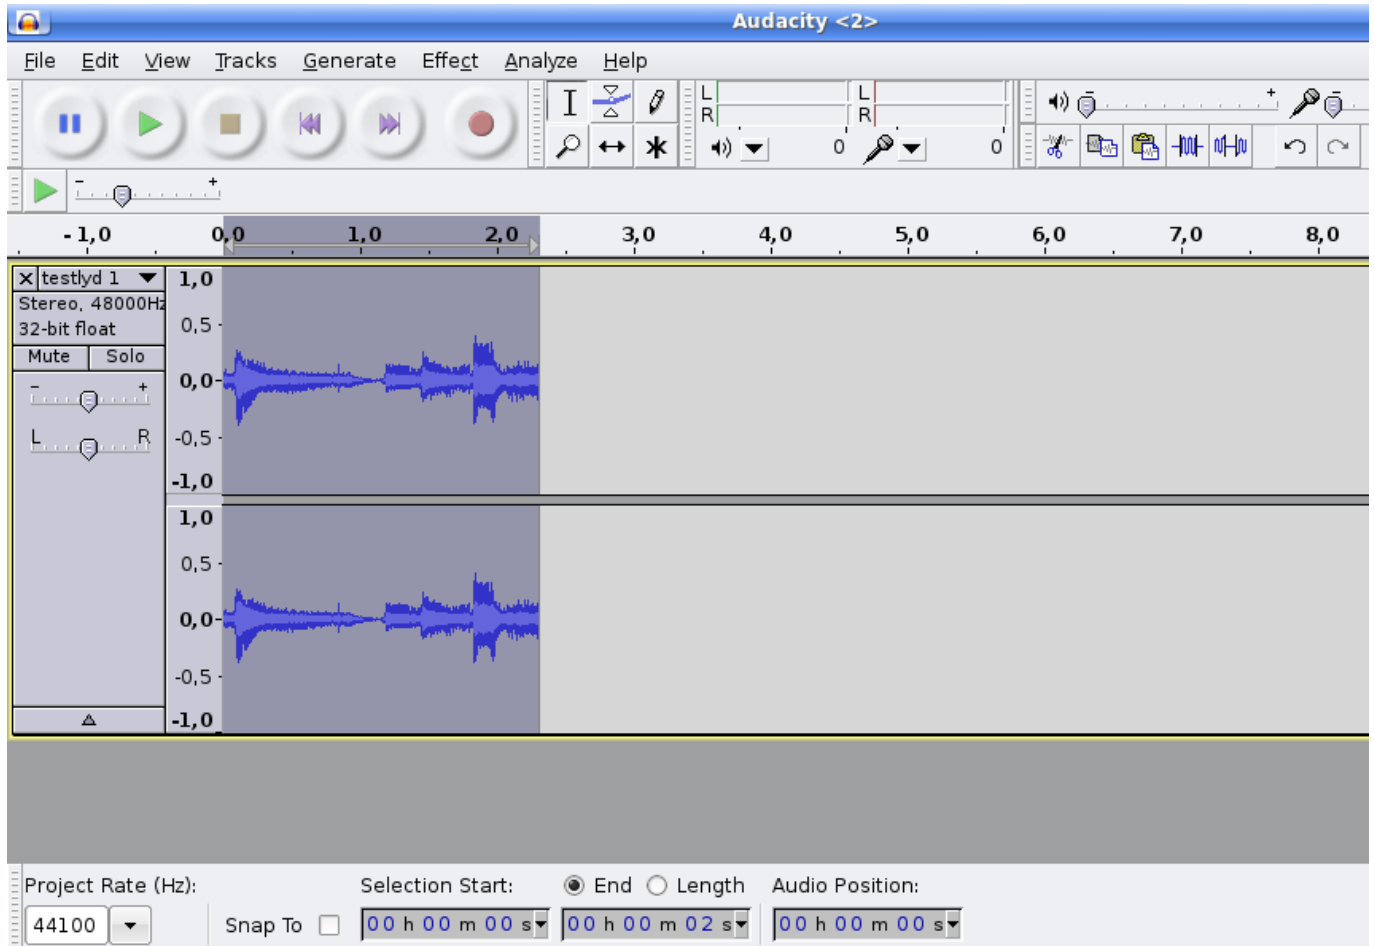 Audacity <2>
File Edit View Tracks Generate Effect Analyze Help
L R L R
0 0
- +
- 1,0 0,0 1,0 2,0 3,0 4,0 5,0 6,0 7,0 8,0
testlyd 1
Stereo, 48000Hz
32-bit float
Mute Solo
- +
L R
1,0
0,5
0,0
-0,5
-1,0
1,0
0,5
0,0
-0,5
-1,0
Project Rate (Hz): Selection Start: End Length Audio Position:
44100 Snap To 00 h 00 m 00 s 00 h 00 m 02 s 00 h 00 m 00 s